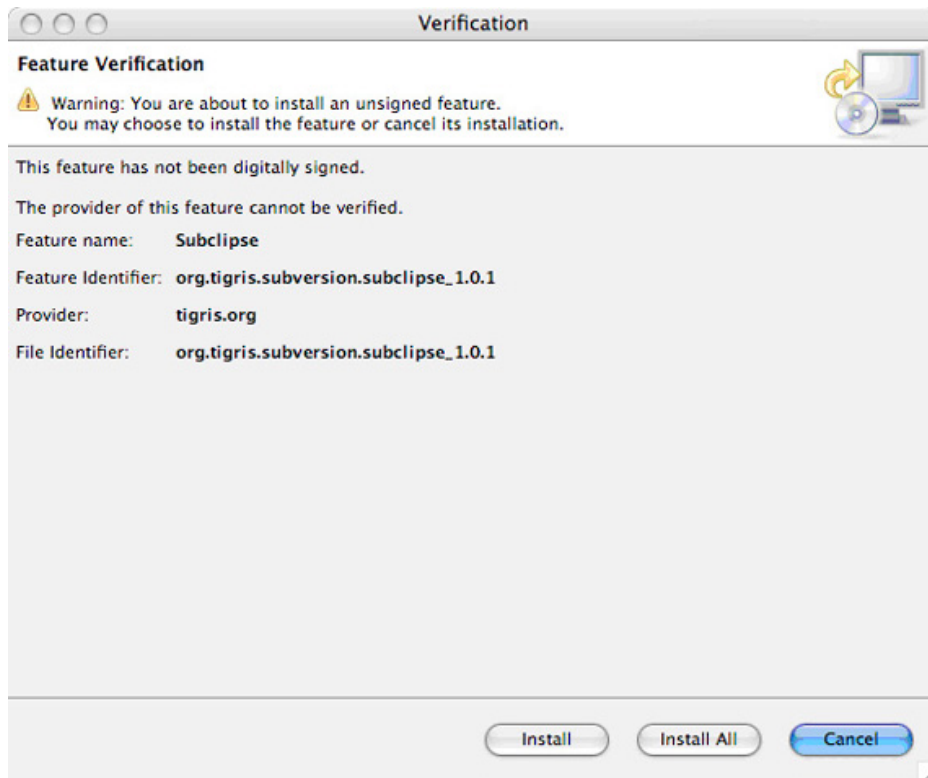 Verification
Feature Verification
Warning: You are about to install an unsigned feature.
You may choose to install the feature or cancel its installation.
This feature has not been digitally signed.
The provider of this feature cannot be verified.
Feature name: Subclipse
Feature Identifier: org.tigris.subversion.subclipse_1.0.1
Provider: tigris.org
File Identifier: org.tigris.subversion.subclipse_1.0.1
Install Install All Cancel